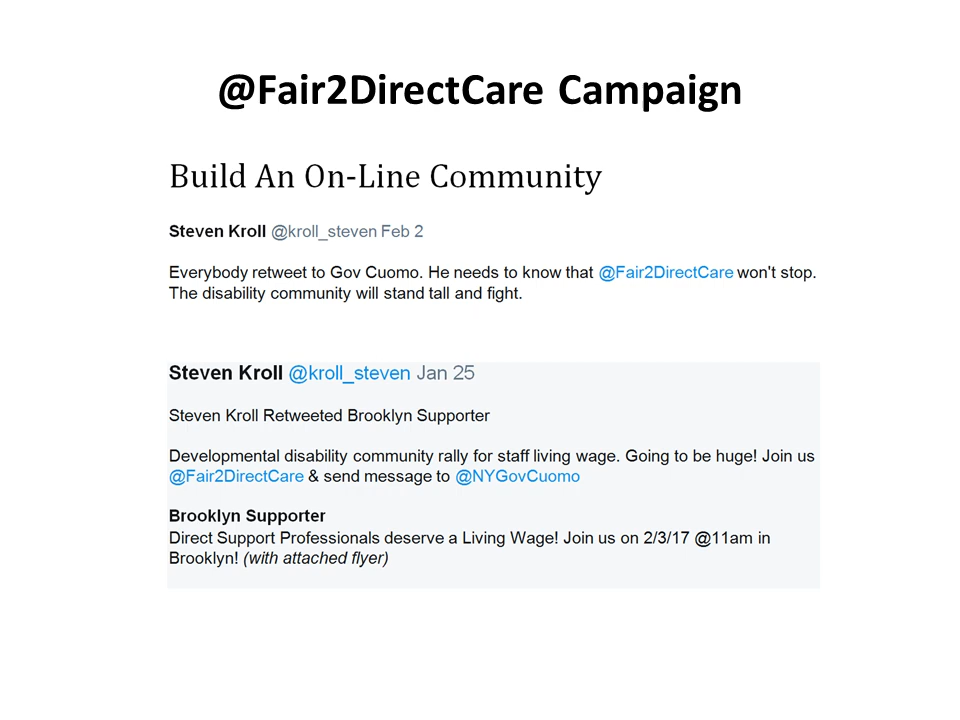 @Fair2DirectCare Campaign
Build An On-Line Community
Steven Kroll @kroll_steven Feb 2
Everybody retweet to Gov Cuomo. He needs to know that @Fair2DirectCare won't stop.
The disability community will stand tall and fight.
Steven Kroll @kroll_steven Jan 25
Steven Kroll Retweeted Brooklyn Supporter
Developmental disability community rally for staff living wage. Going to be huge! Join us
@Fair2DirectCare & send message to @NYGovCuomo
Brooklyn Supporter
Direct Support Professionals deserve a Living Wage! Join us on 2/3/17 @11am in
Brooklyn! (with attached flyer)